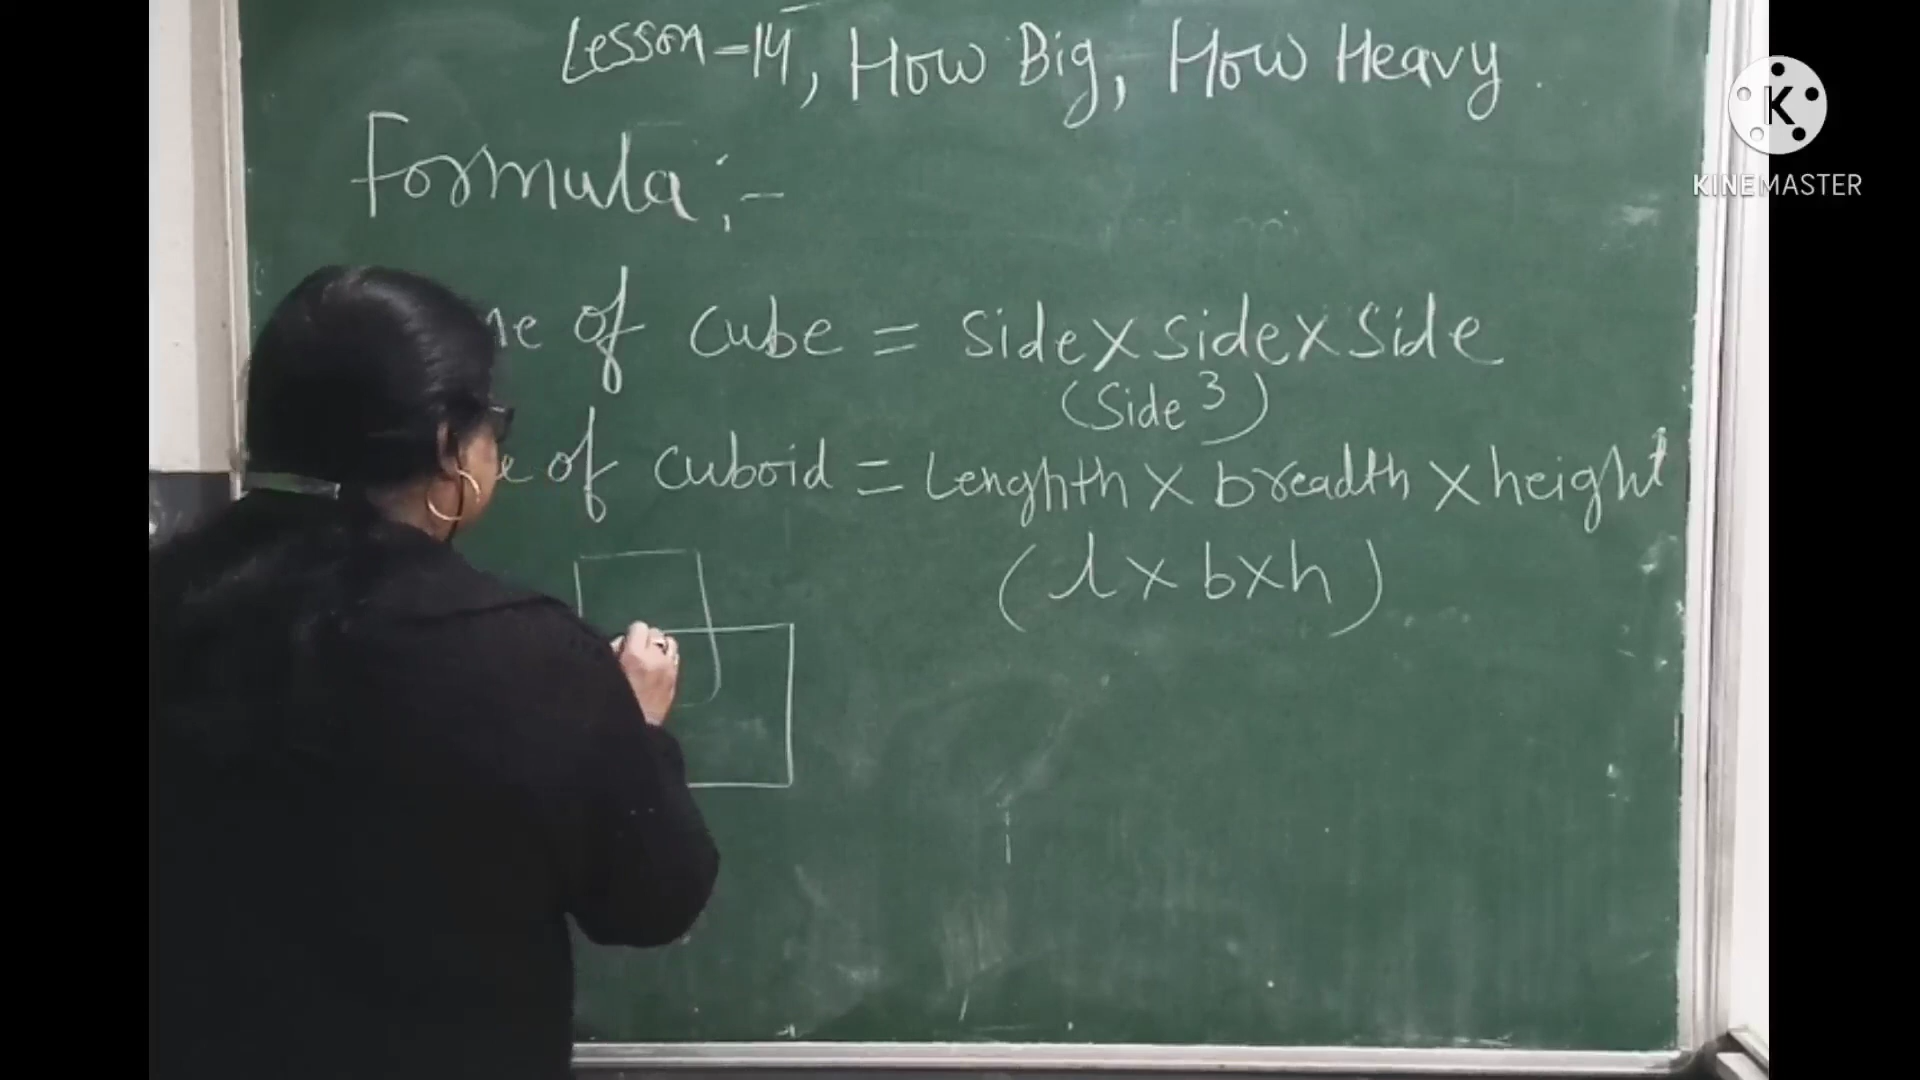 Lesson-14, How Big, How Heavy.
Formula:-
of cube = side x side x side
(Side ³)
of cuboid = Lenghth x breadth x height
(l x b x h)
K
KINEMASTER